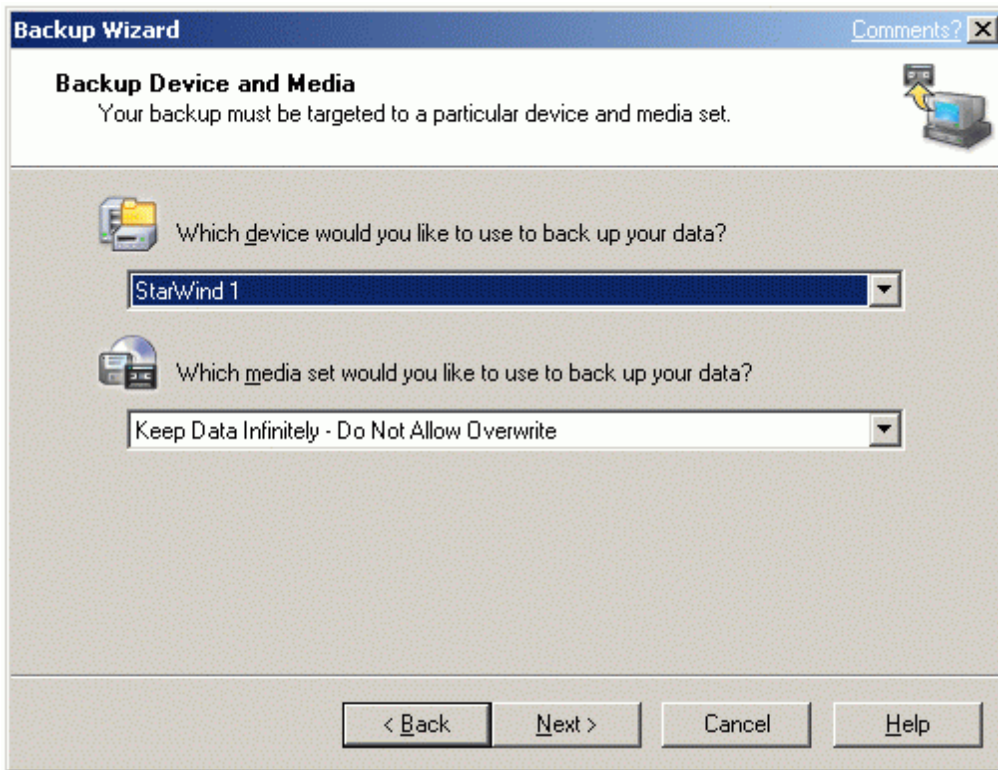 Backup Wizard Comments?
Backup Device and Media
Your backup must be targeted to a particular device and media set.
Which device would you like to use to back up your data?
StarWind 1
Which media set would you like to use to back up your data?
Keep Data Infinitely - Do Not Allow Overwrite
< Back Next > Cancel Help